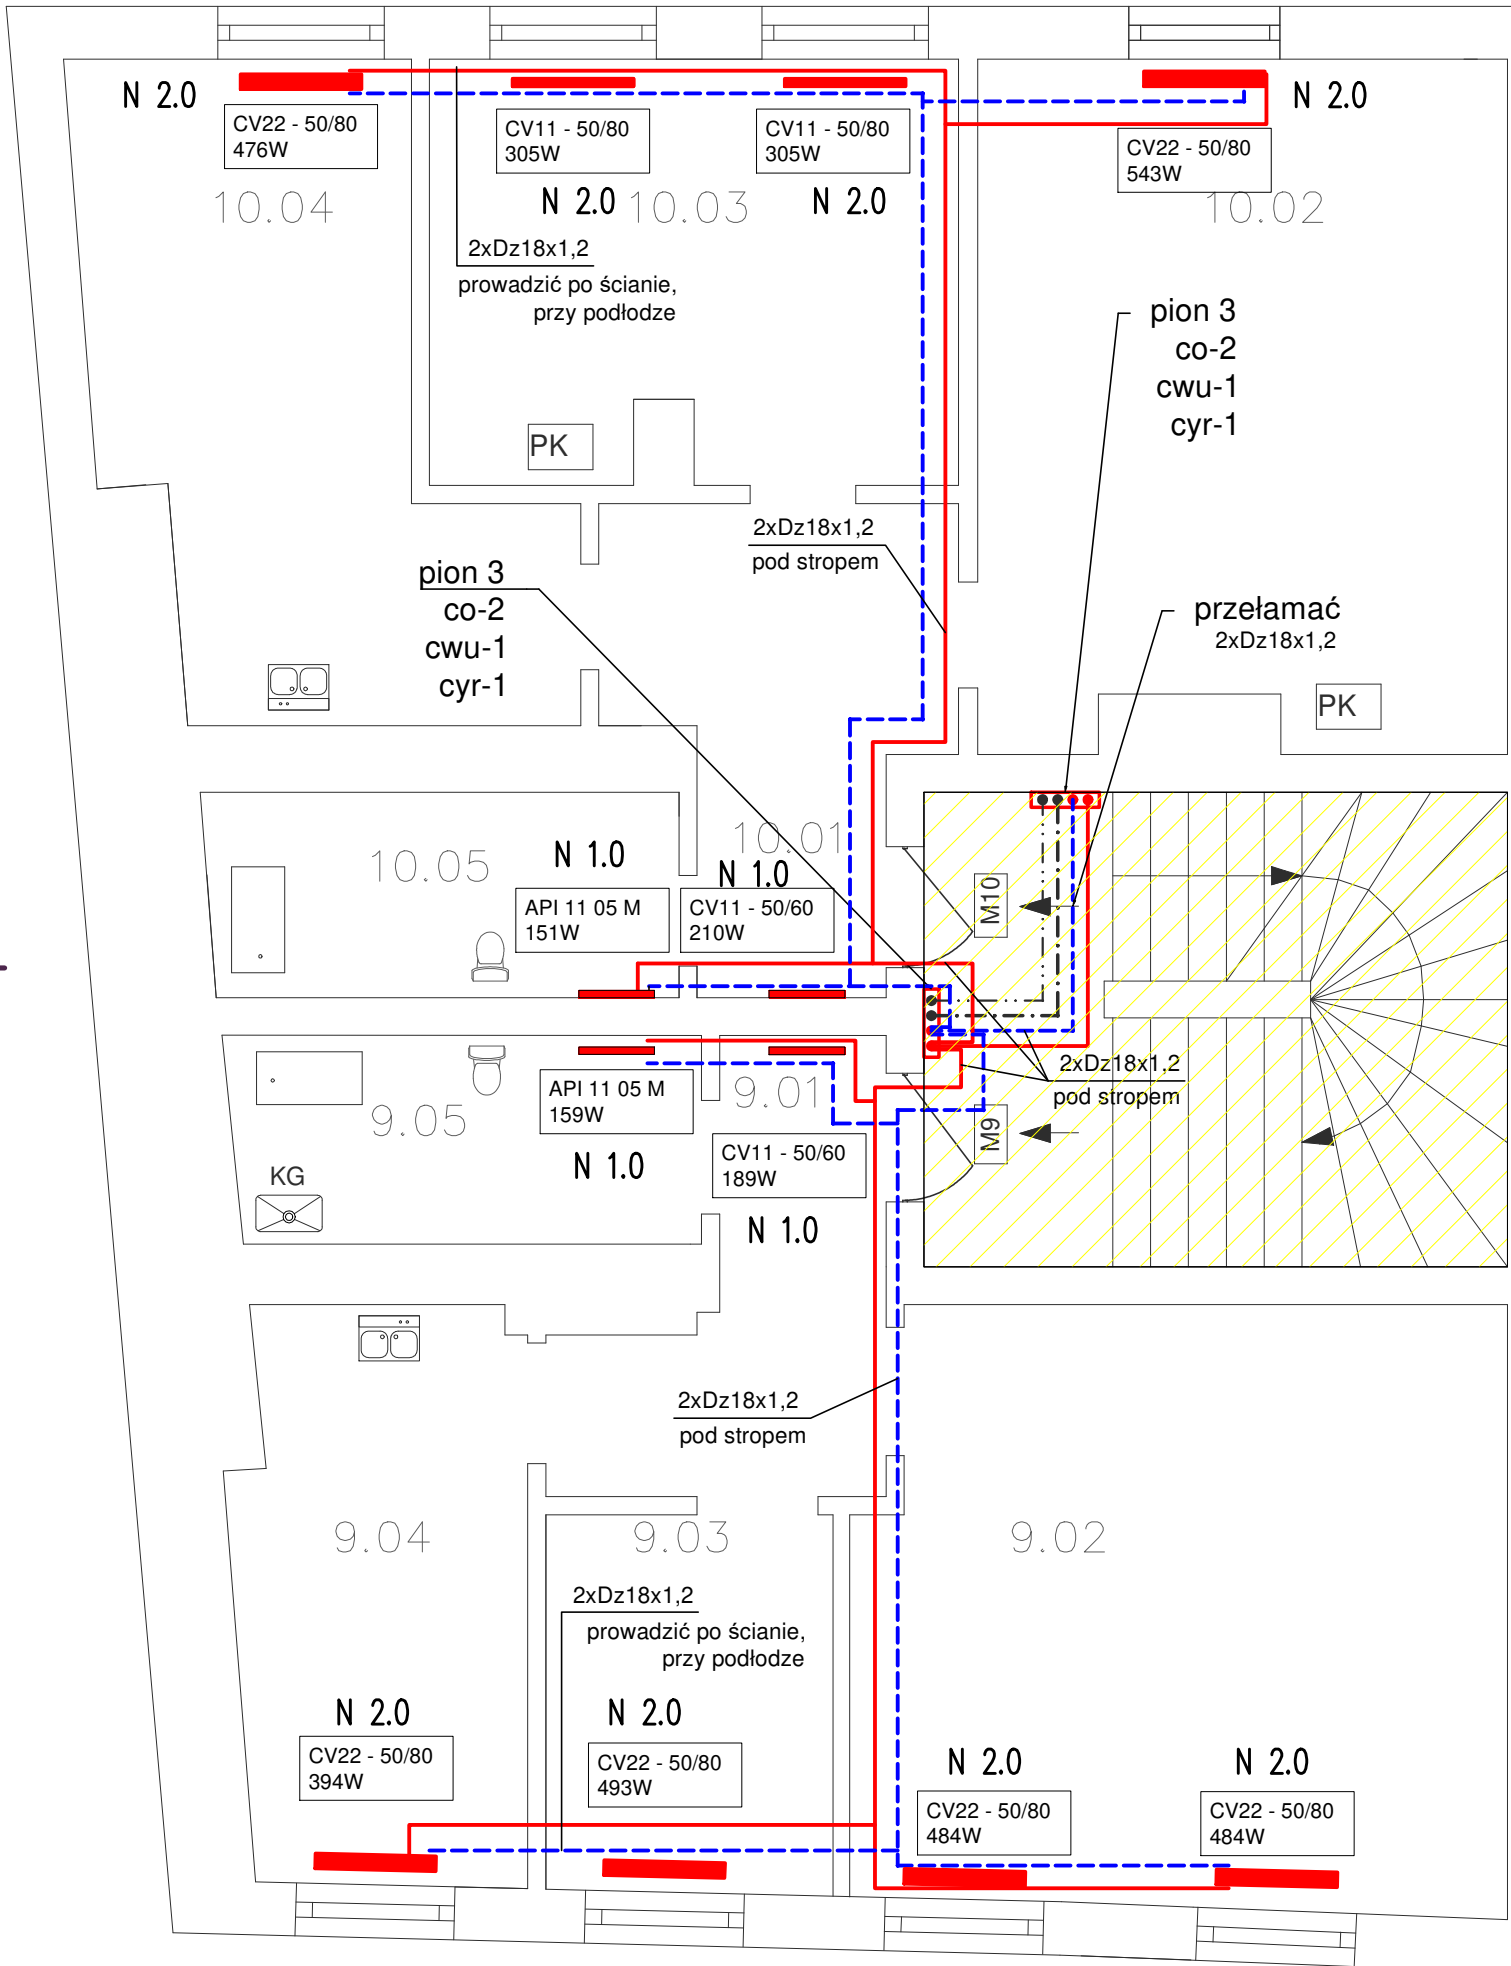 N 2.0
CV22 - 50/80
476W
10.04
CV11 - 50/80
305W
N 2.0
10.03
CV11 - 50/80
305W
N 2.0
N 2.0
CV22 - 50/80
543W
10.02
2xDz18x1,2
prowadzić po ścianie,
przy podłodze
pion 3
co-2
cwu-1
cyr-1
PK
2xDz18x1,2
pod stropem
pion 3
co-2
cwu-1
cyr-1
przełamać
2xDz18x1,2
PK
10.05
N 1.0
API 11 05 M
151W
10.01
N 1.0
CV11 - 50/60
210W
M10
2xDz18x1,2
pod stropem
M9
9.05
API 11 05 M
159W
N 1.0
9.01
CV11 - 50/60
189W
N 1.0
KG
2xDz18x1,2
pod stropem
9.04
9.03
9.02
2xDz18x1,2
prowadzić po ścianie,
przy podłodze
N 2.0
CV22 - 50/80
394W
N 2.0
CV22 - 50/80
493W
N 2.0
CV22 - 50/80
484W
N 2.0
CV22 - 50/80
484W